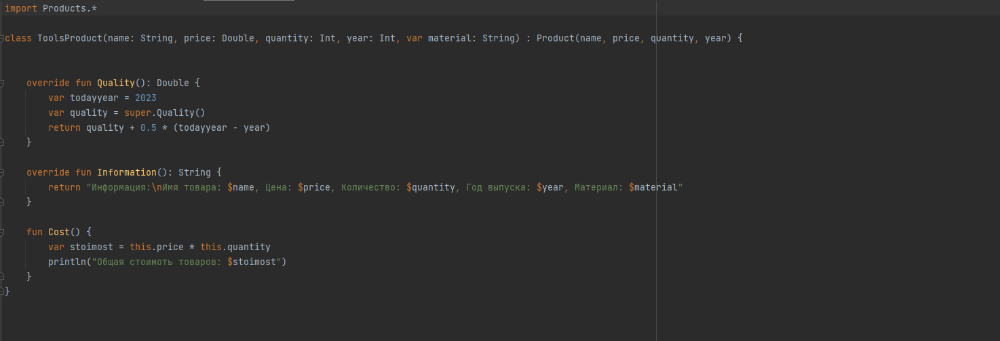 import Products.*
class ToolsProduct(name: String, price: Double, quantity: Int, year: Int, var material: String) : Product(name, price, quantity, year) {
override fun Quality(): Double {
var todayyear = 2023
var quality = super.Quality()
return quality + 0.5 * (todayyear - year)
}
override fun Information(): String {
return "Информация:\nИмя товара: $name, Цена: $price, Количество: $quantity, Год выпуска: $year, Материал: $material"
}
fun Cost() {
var stoimost = this.price * this.quantity
println("Общая стоимоть товаров: $stoimost")
}
}